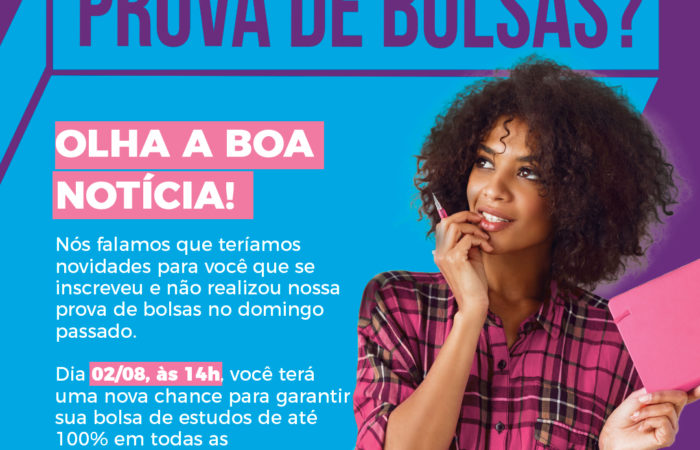 PROVA DE BOLSAS?
OLHA A BOA
NOTÍCIA!
Nós falamos que teríamos
novidades para você que se
inscreveu e não realizou nossa
prova de bolsas no domingo
passado.
Dia 02/08, às 14h, você terá
uma nova chance para garantir
sua bolsa de estudos de até
100% em todas as